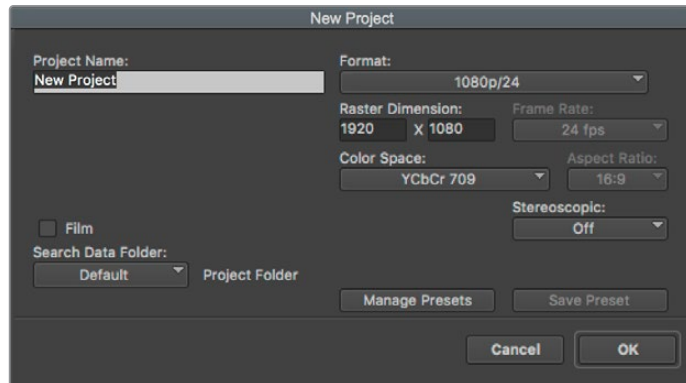 New Project
Project Name:
New Project
Format:
1080p/24
Raster Dimension:
1920 X 1080
Frame Rate:
24 fps
Color Space:
YCbCr 709
Aspect Ratio:
16:9
Stereoscopic:
Off
Film
Search Data Folder:
Default
Project Folder
Manage Presets
Save Preset
Cancel
OK